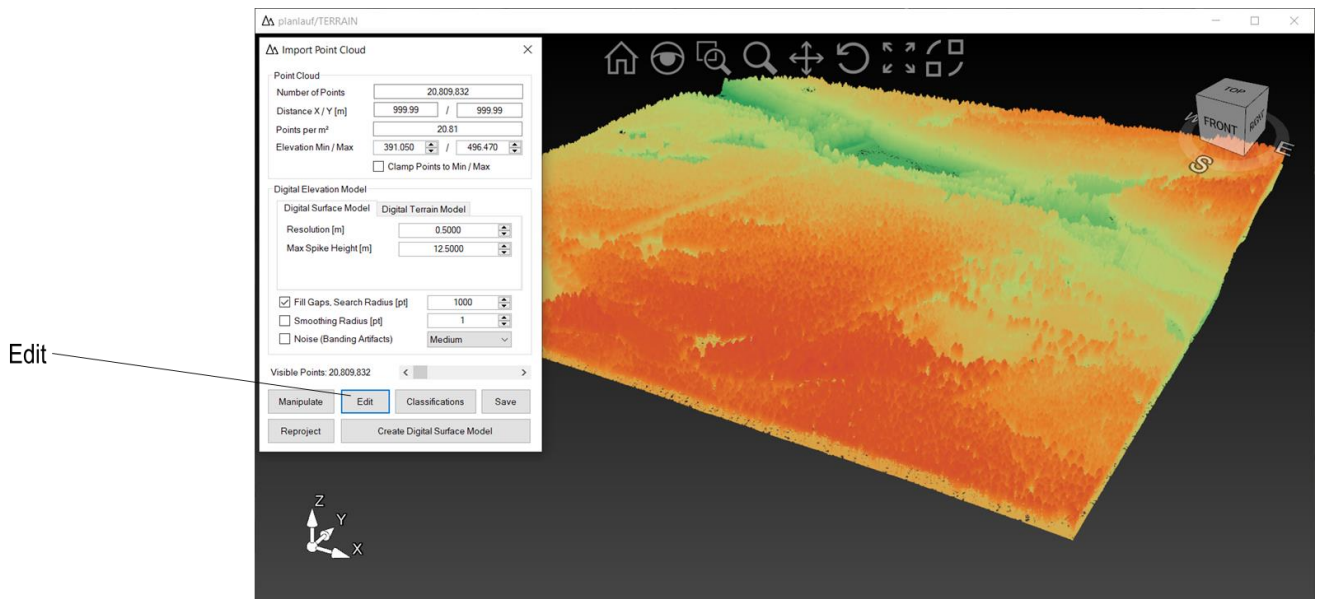 planlauf/TERRAIN
Import Point Cloud
Point Cloud
Number of Points 20.809.832
Distance X / Y [m] 999.99 / 999.99
Points per m² 20.81
Elevation Min / Max 391.050 / 496.470
Clamp Points to Min / Max
Digital Elevation Model
Digital Surface Model Digital Terrain Model
Resolution [m] 0.5000
Max Spike Height [m] 12.5000
Fill Gaps, Search Radius [pt] 1000
Smoothing Radius [pt] 1
Noise (Banding Artifacts) Medium
Visible Points: 20.809.832
Manipulate Edit Classifications Save
Reproject Create Digital Surface Model
Edit
TOP
FRONT RIGHT
W
S
E
Z
Y
X